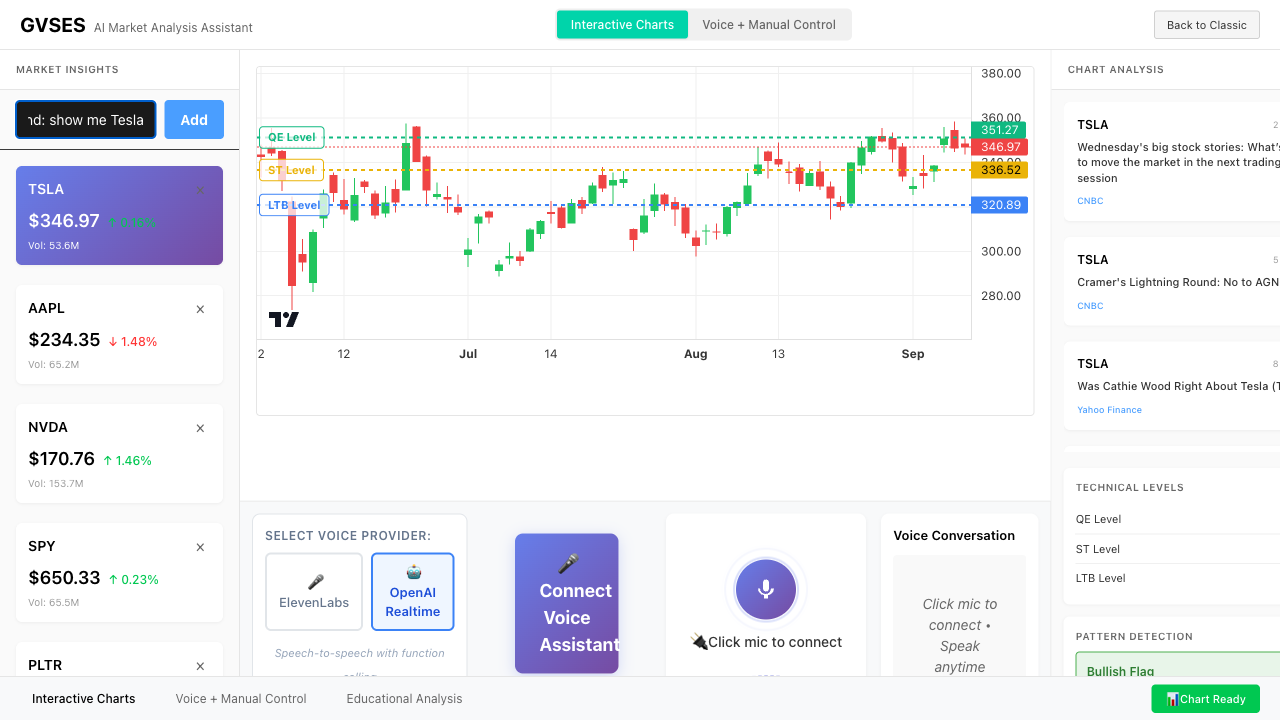 GVSES AI Market Analysis Assistant
Interactive Charts
Voice + Manual Control
Back to Classic
MARKET INSIGHTS
nd: show me Tesla
Add
TSLA
$346.97 ↑ 0.16%
Vol: 53.6M
AAPL ×
$234.35 ↓ 1.48%
Vol: 65.2M
NVDA ×
$170.76 ↑ 1.46%
Vol: 153.7M
SPY ×
$650.33 ↑ 0.23%
Vol: 65.5M
PLTR ×
QE Level
ST Level
LTB Level
380.00
360.00
351.27
346.97
336.52
320.89
300.00
280.00
2 12 Jul 14 Aug 13 Sep
SELECT VOICE PROVIDER:
ElevenLabs
OpenAI
Realtime
Speech-to-speech with function
Connect
Voice
Assistant
Click mic to connect
Voice Conversation
Click mic to
connect •
Speak
anytime
CHART ANALYSIS
TSLA 2
Wednesday's big stock stories: What's
to move the market in the next trading
session
CNBC
TSLA 5
Cramer's Lightning Round: No to AGN
CNBC
TSLA 8
Was Cathie Wood Right About Tesla (T
Yahoo Finance
TECHNICAL LEVELS
QE Level
ST Level
LTB Level
PATTERN DETECTION
Bullish Flag
Interactive Charts
Voice + Manual Control
Educational Analysis
Chart Ready